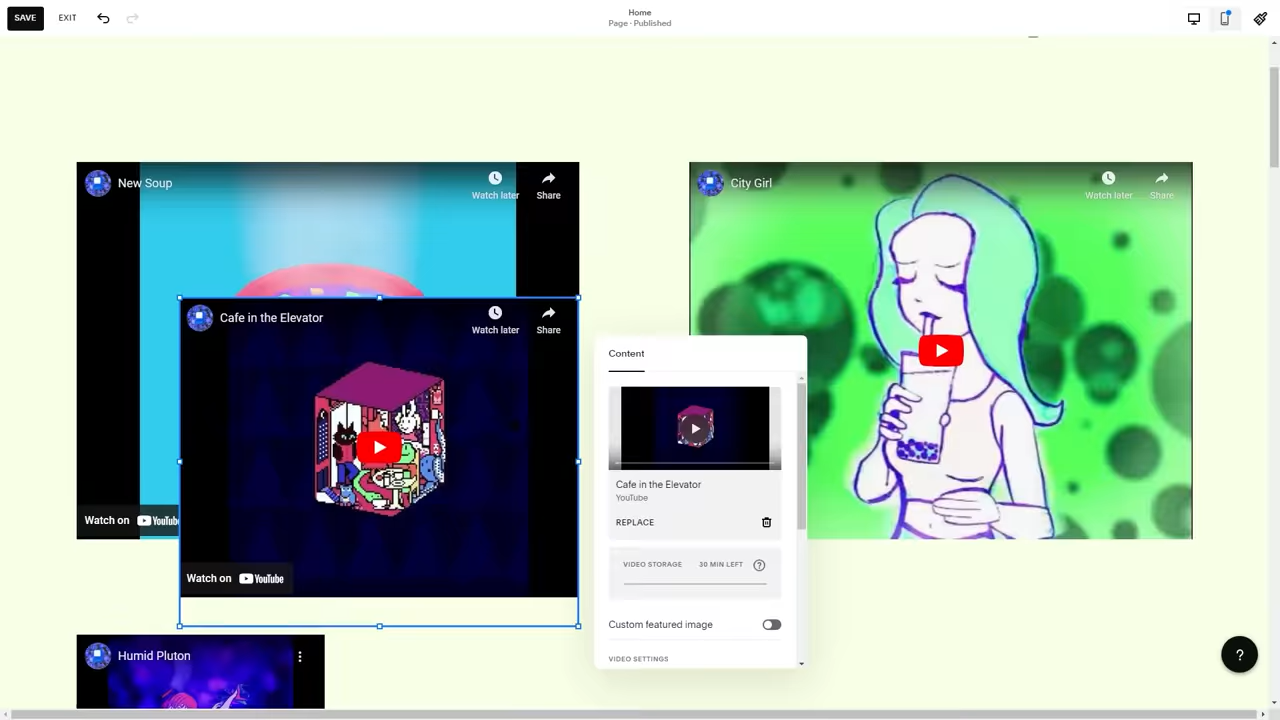 SAVE
EXIT
Home
Page · Published
New Soup
Watch later
Share
City Girl
Watch later
Share
Cafe in the Elevator
Watch later
Share
Content
Cafe in the Elevator
YouTube
REPLACE
Watch on YouTube
Watch on YouTube
VIDEO STORAGE
30 MIN LEFT
?
Custom featured image
Humid Pluton
VIDEO SETTINGS
?